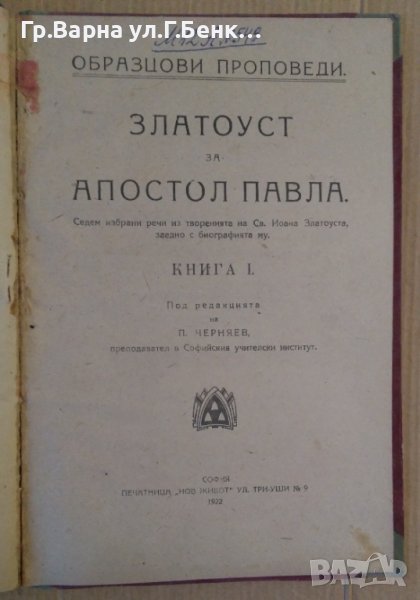 Гр.Варна ул.Г.Бенковски
ОБРАЗЦОВИ ПРОПОВЕДИ.
ЗЛАТОУСТ
ЗА
АПОСТОЛ ПАВЛА.
Седем избрани речи из творенията на Св. Иоана Златоуста,
заедно с биографията му.
КНИГА I.
Под редакцията
на
П. ЧЕРНЯЕВ,
преподавател в Софийския учителски институт.
СОФИЯ
ПЕЧАТНИЦА „НОВ ЖИВОТ" УЛ. ТРИ-УШИ № 9
1922
BAZAR